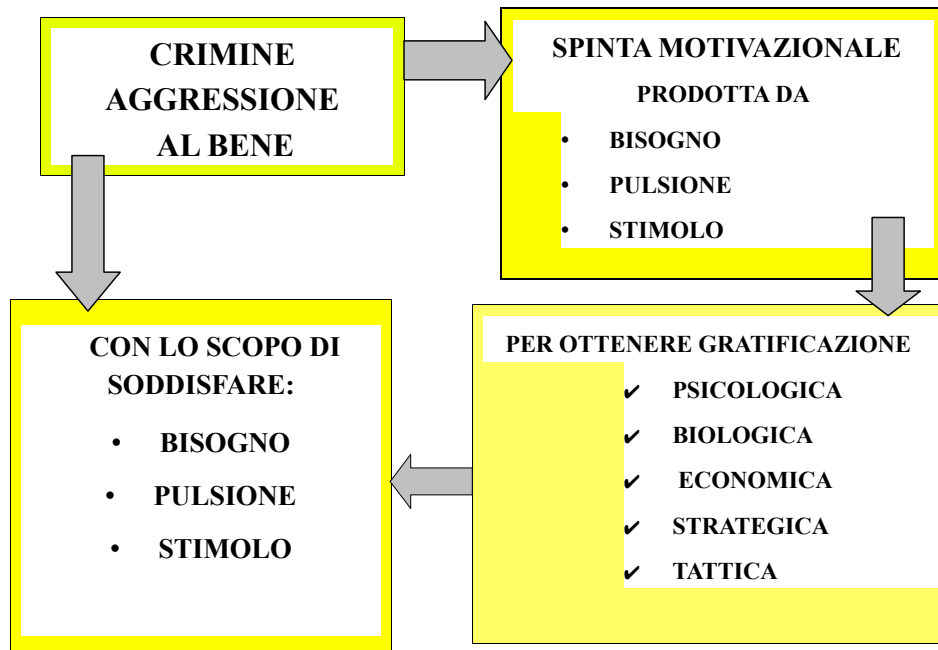 CRIMINE
AGGRESSIONE
AL BENE
SPINTA MOTIVAZIONALE
PRODOTTA DA
• BISOGNO
• PULSIONE
• STIMOLO
CON LO SCOPO DI
SODDISFARE:
• BISOGNO
• PULSIONE
• STIMOLO
PER OTTENERE GRATIFICAZIONE
✔ PSICOLOGICA
✔ BIOLOGICA
✔ ECONOMICA
✔ STRATEGICA
✔ TATTICA